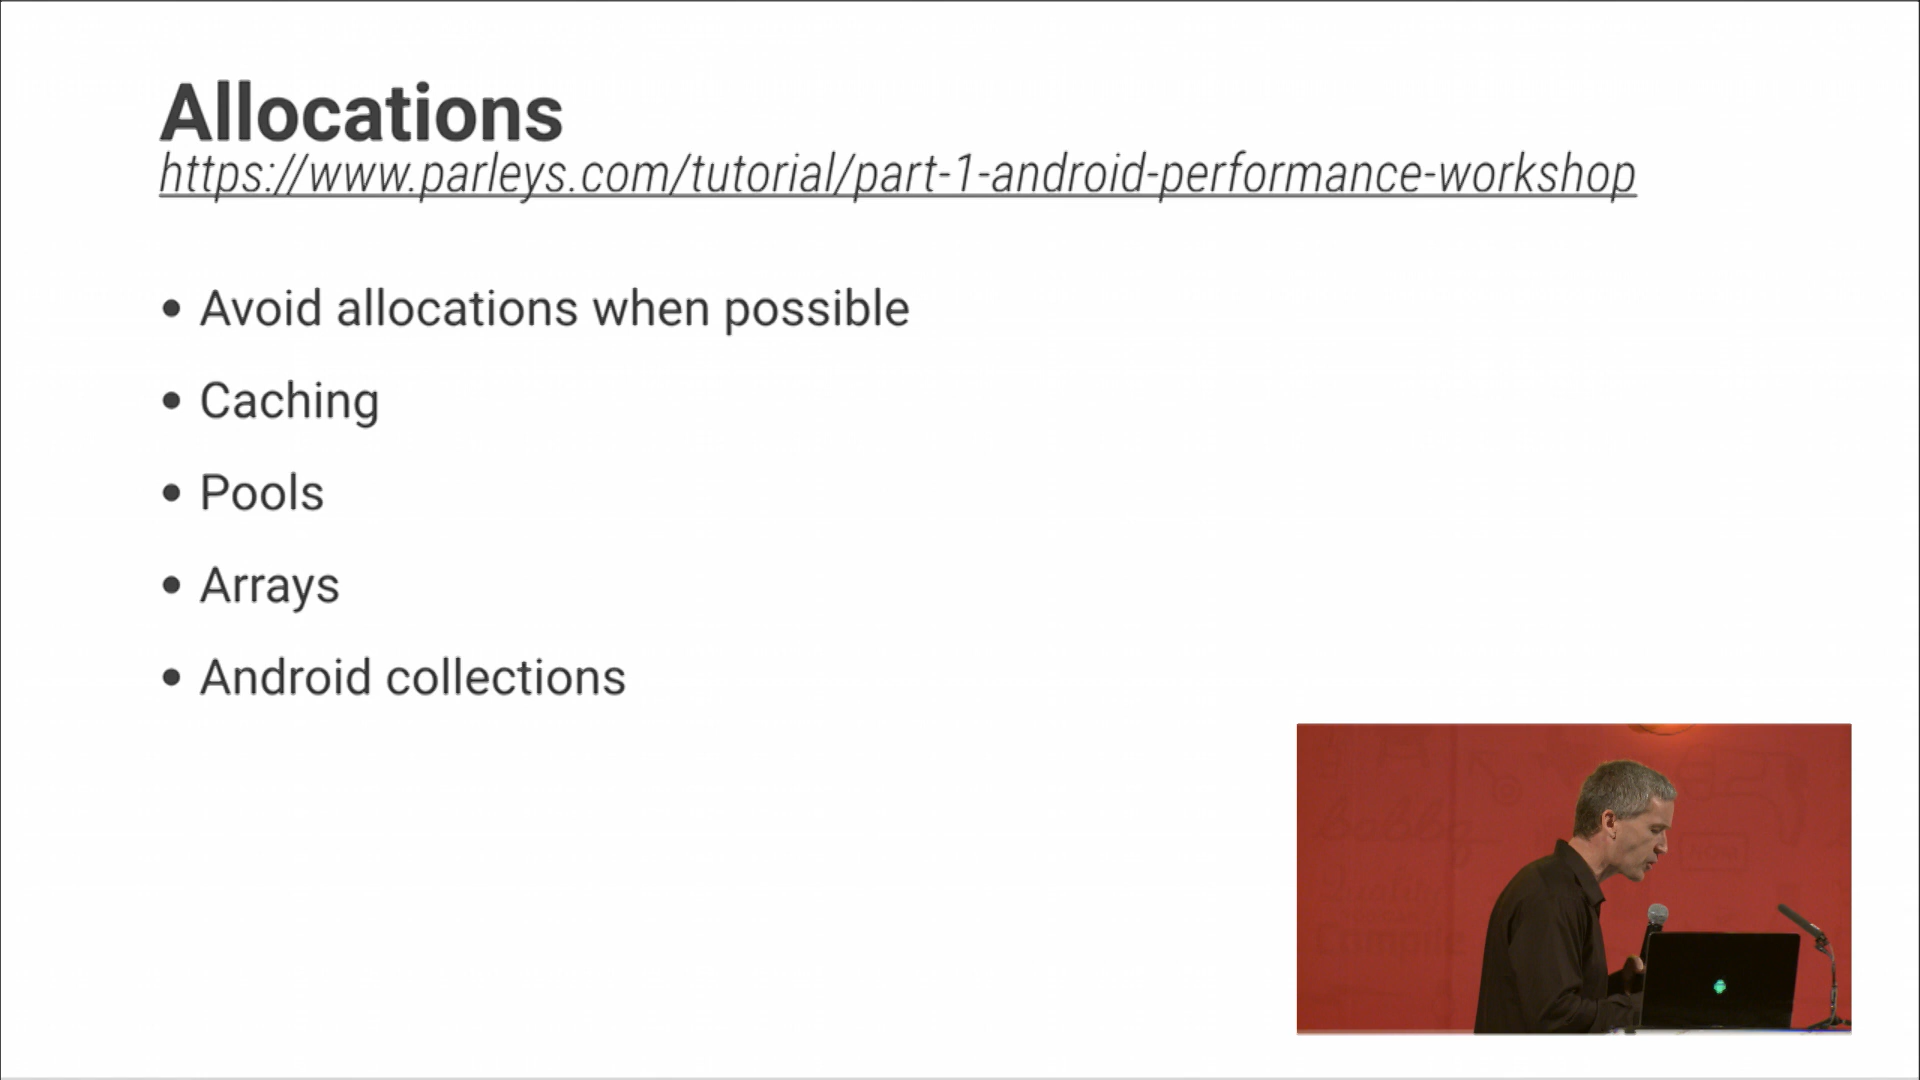 Allocations
https://www.parleys.com/tutorial/part-1-android-performance-workshop
• Avoid allocations when possible
• Caching
• Pools
• Arrays
• Android collections